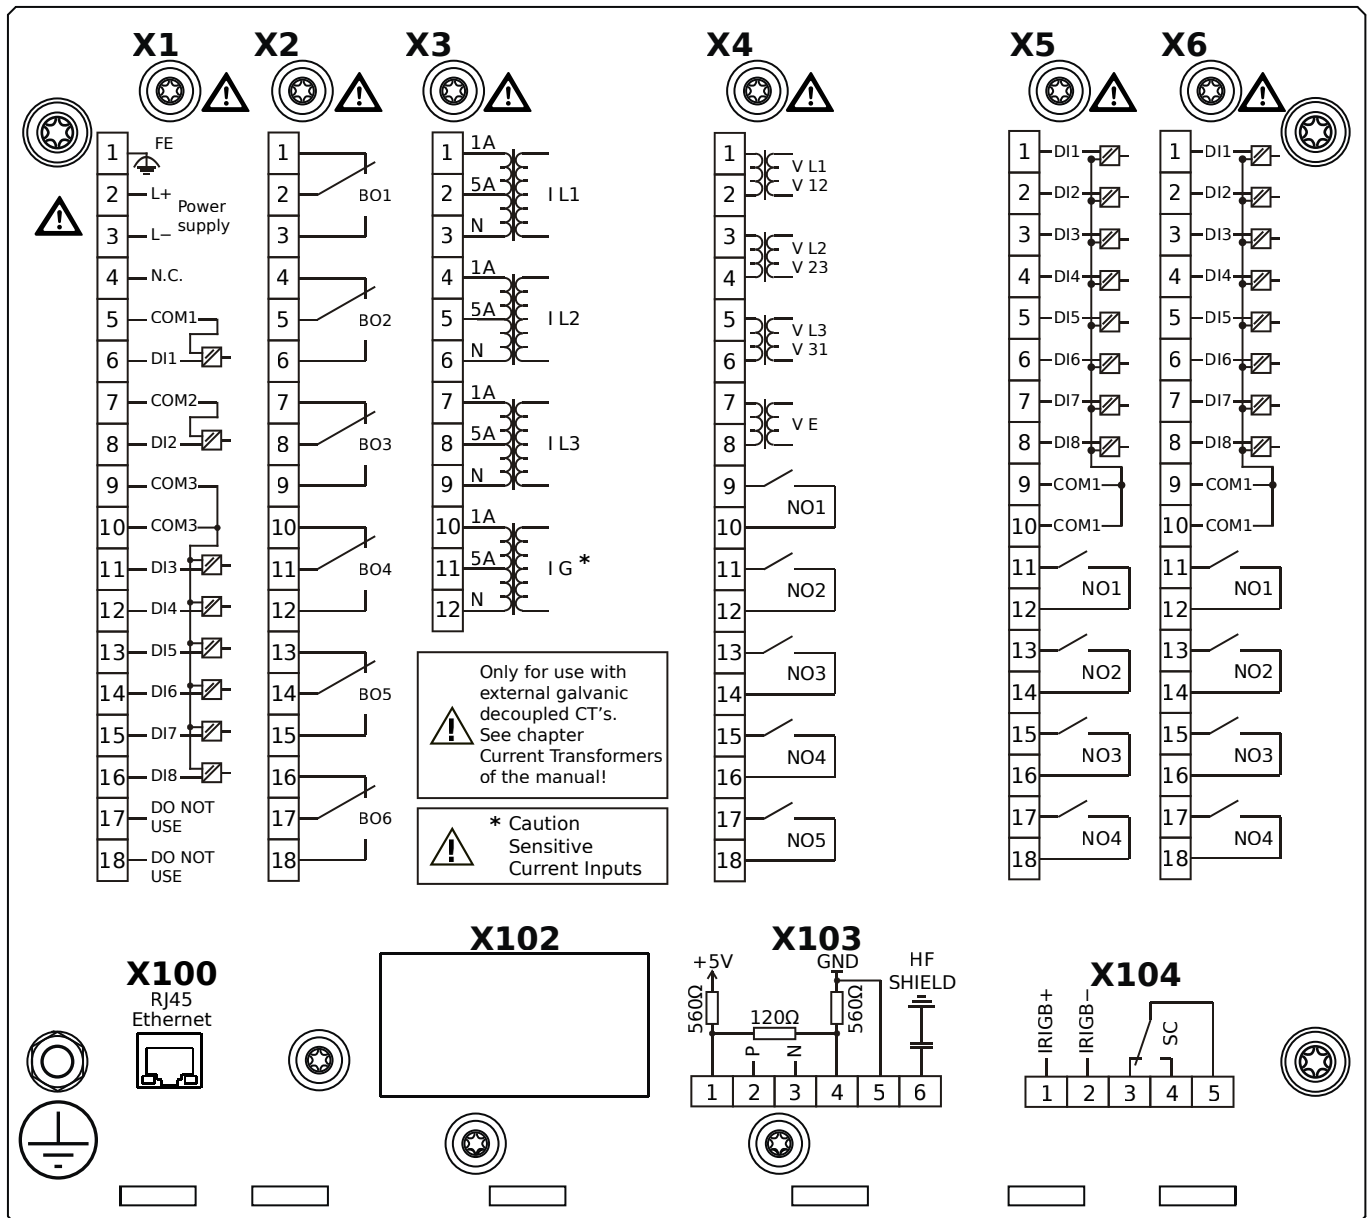 X1
X2
X3
X4
X5
X6
1 FE
2 L+
Power
supply
3 L−
4 N.C.
5 COM1
6 DI1
7 COM2
8 DI2
9 COM3
10 COM3
11 DI3
12 DI4
13 DI5
14 DI6
15 DI7
16 DI8
17 DO NOT
USE
18 DO NOT
USE
1
2 BO1
3
4
5 BO2
6
7
8 BO3
9
10
11 BO4
12
13
14 BO5
15
16
17 BO6
18
1 1A
2 5A I L1
3 N
4 1A
5 5A I L2
6 N
7 1A
8 5A I L3
9 N
10 1A
11 5A I G *
12 N
Only for use with
external galvanic
decoupled CT's.
See chapter
Current Transformers
of the manual!
* Caution
Sensitive
Current Inputs
1 V L1
2 V 12
3 V L2
4 V 23
5 V L3
6 V 31
7
V E
8
9
NO1
10
11
NO2
12
13
NO3
14
15
NO4
16
17
NO5
18
1 DI1
2 DI2
3 DI3
4 DI4
5 DI5
6 DI6
7 DI7
8 DI8
9 COM1
10 COM1
11
NO1
12
13
NO2
14
15
NO3
16
17
NO4
18
1 DI1
2 DI2
3 DI3
4 DI4
5 DI5
6 DI6
7 DI7
8 DI8
9 COM1
10 COM1
11
NO1
12
13
NO2
14
15
NO3
16
17
NO4
18
X100
RJ45
Ethernet
X102
X103
+5V
GND
HF
SHIELD
560Ω
120Ω
560Ω
P
N
1 2 3 4 5 6
X104
IRIGB+
IRIGB−
SC
1 2 3 4 5